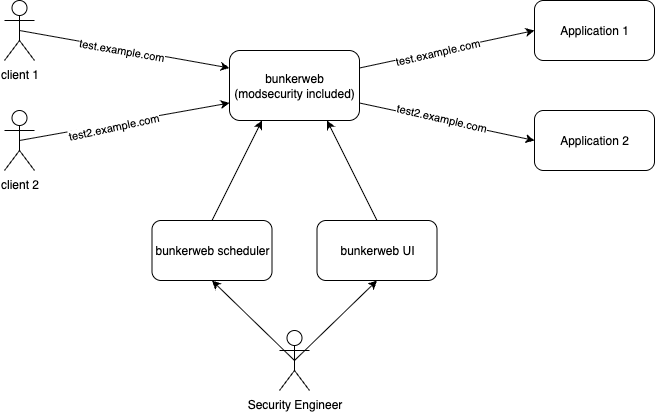 test.example.com
client 1
test2.example.com
client 2
bunkerweb
(modsecurity included)
test.example.com
Application 1
test2.example.com
Application 2
bunkerweb scheduler
bunkerweb UI
Security Engineer